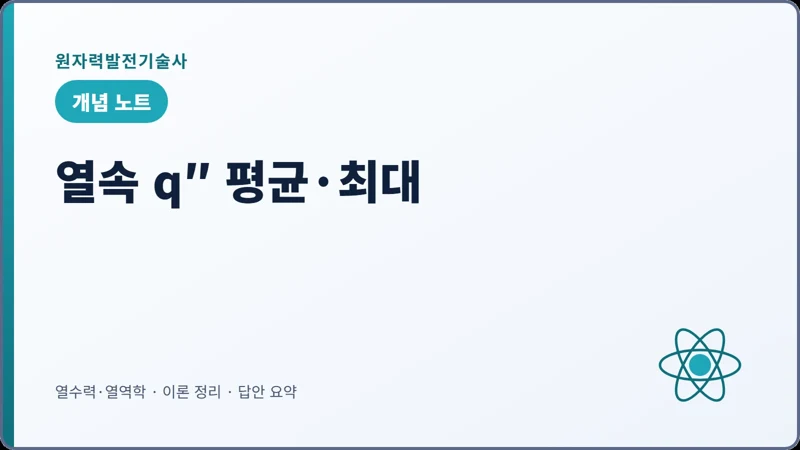 원자력발전기술사
개념 노트
열속 q″ 평균·최대
열수력·열역학 · 이론 정리 · 답안 요약